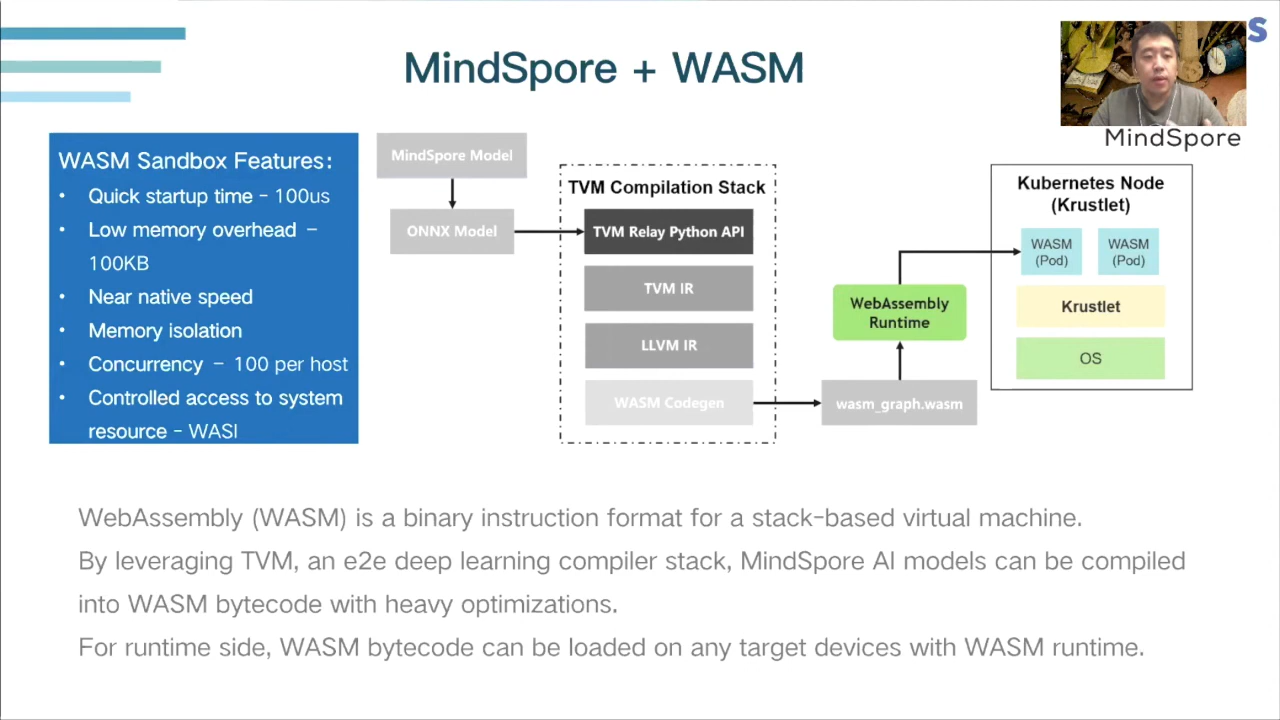 MindSpore + WASM
S
MindSpore
WASM Sandbox Features:
• Quick startup time - 100us
• Low memory overhead -
100KB
• Near native speed
• Memory isolation
• Concurrency - 100 per host
• Controlled access to system
resource - WASI
MindSpore Model
ONNX Model
TVM Compilation Stack
TVM Relay Python API
TVM IR
LLVM IR
WASM Codegen
wasm_graph.wasm
WebAssembly
Runtime
Kubernetes Node
(Krustlet)
WASM
(Pod)
WASM
(Pod)
Krustlet
OS
WebAssembly (WASM) is a binary instruction format for a stack-based virtual machine.
By leveraging TVM, an e2e deep learning compiler stack, MindSpore AI models can be compiled
into WASM bytecode with heavy optimizations.
For runtime side, WASM bytecode can be loaded on any target devices with WASM runtime.